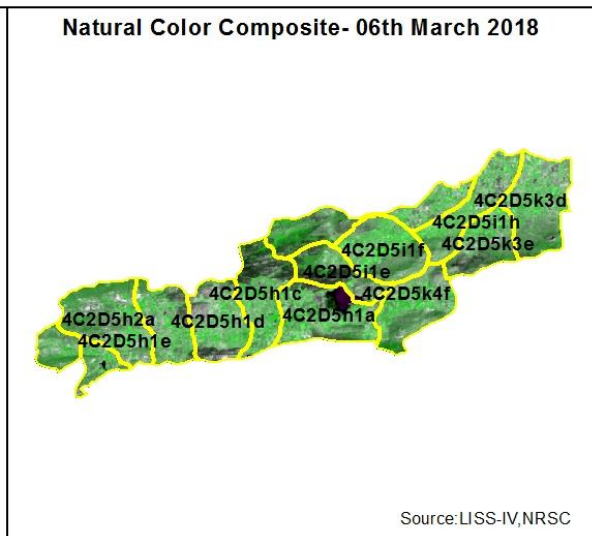 Natural Color Composite- 06th March 2018
4C2D5k3d
4C2D5i1h
4C2D5k3e
4C2D5i1f
4C2D5i1e
4C2D5h1c
4C2D5k4f
4C2D5h1a
4C2D5h2a
4C2D5h1d
4C2D5h1e
Source:LISS-IV,NRSC